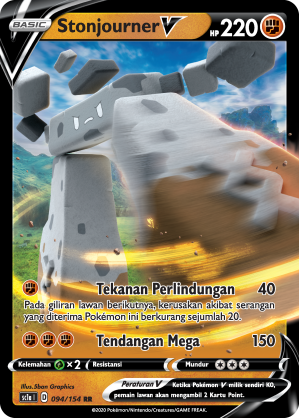 BASIC Stonjourner V HP 220
Tekanan Perlindungan 40
Pada giliran lawan berikutnya, kerusakan akibat serangan
yang diterima Pokémon ini berkurang sejumlah 20.
Tendangan Mega 150
Kelemahan ×2 Resistansi Mundur
Illus. 5ban Graphics
Peraturan V Ketika Pokémon V milik sendiri KO,
pemain lawan akan mengambil 2 Kartu Point.
sc1a I D 094/154 RR
©2020 Pokémon/Nintendo/Creatures/GAME FREAK.